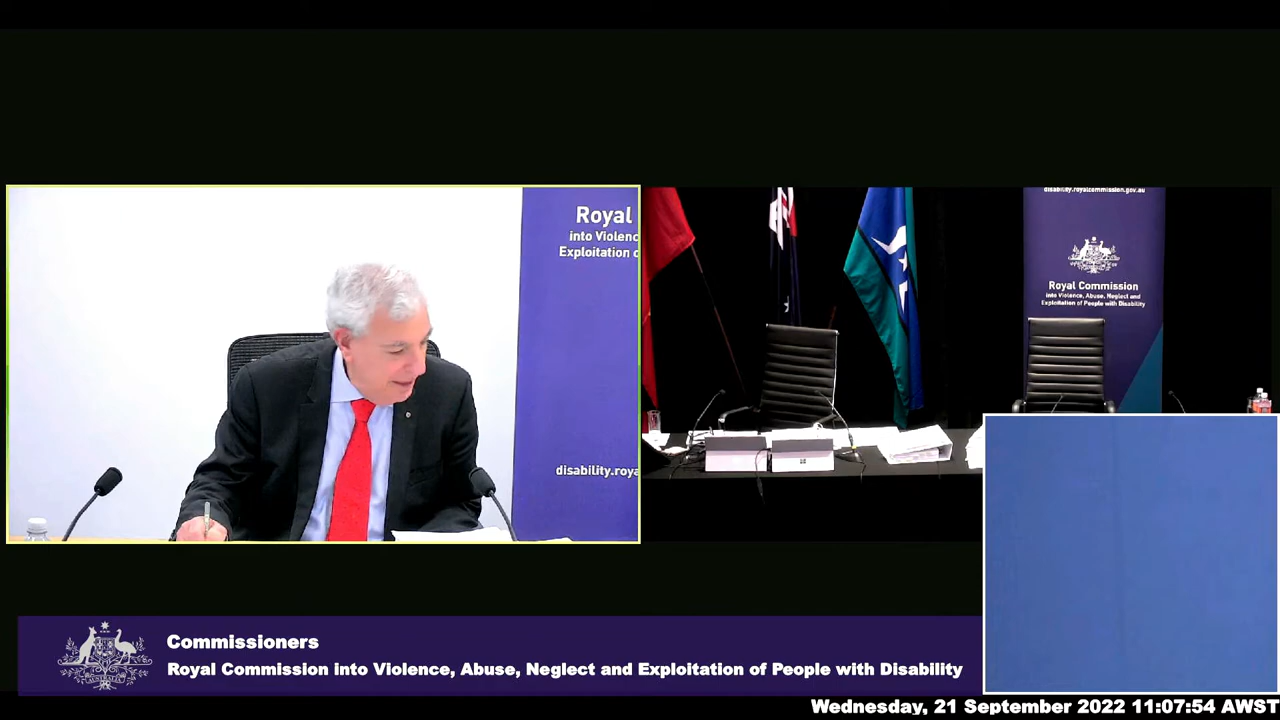 Royal
into Violenc
Exploitation o
disability.roya
disability.royalcommission.gov.au
Royal Commission
into Violence, Abuse, Neglect and
Exploitation of People with Disability
Commissioners
Royal Commission into Violence, Abuse, Neglect and Exploitation of People with Disability
Wednesday, 21 September 2022 11:07:54 AWST